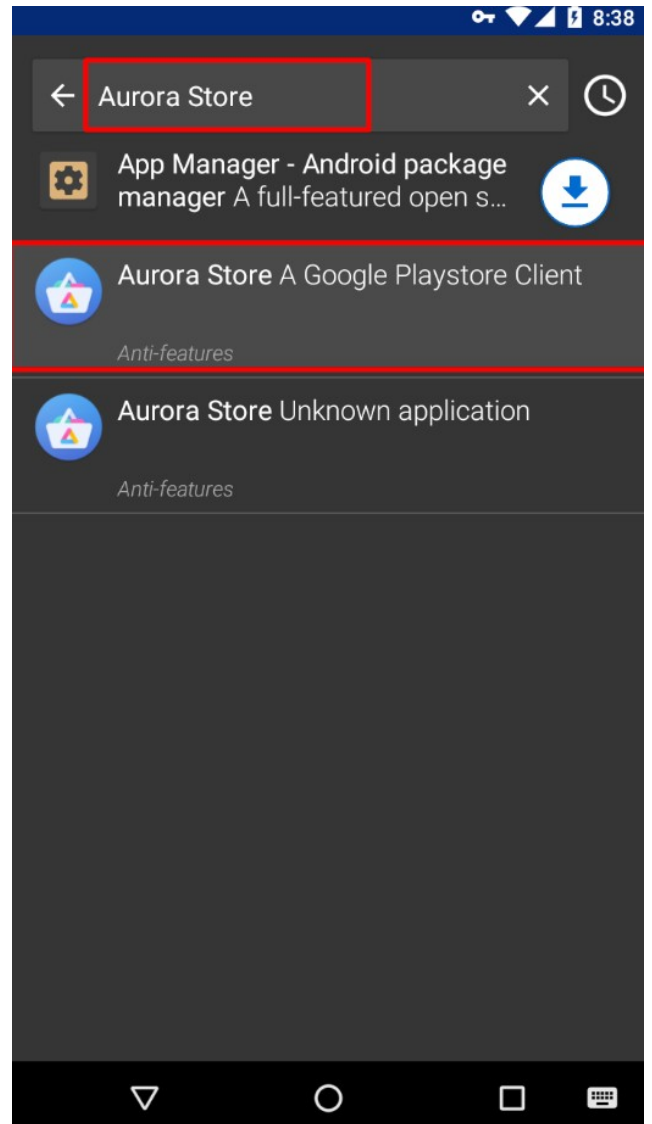 8:38
Aurora Store
App Manager - Android package
manager A full-featured open s...
Aurora Store A Google Playstore Client
Anti-features
Aurora Store Unknown application
Anti-features